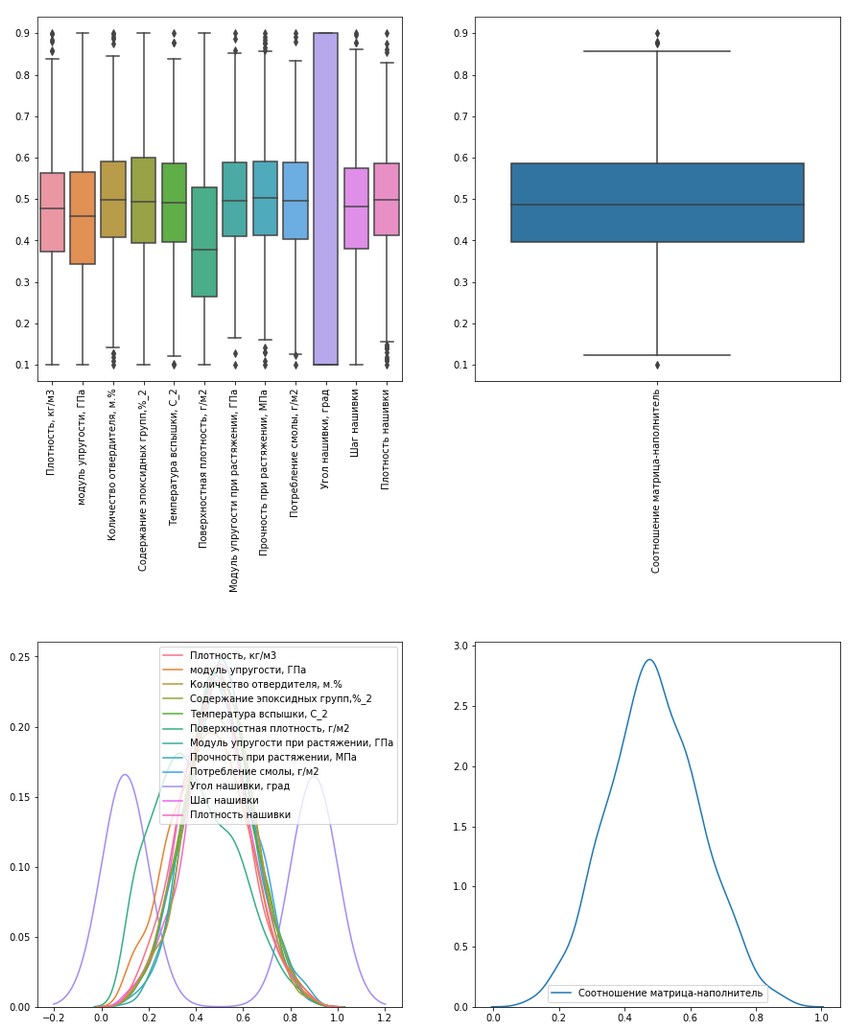 0.9
0.8
0.7
0.6
0.5
0.4
0.3
0.2
0.1
Плотность, кг/м3
модуль упругости, ГПа
Количество отвердителя, м.%
Содержание эпоксидных групп,%_2
Температура вспышки, С_2
Поверхностная плотность, г/м2
Модуль упругости при растяжении, ГПа
Прочность при растяжении, МПа
Потребление смолы, г/м2
Угол нашивки, град
Шаг нашивки
Плотность нашивки
0.9
0.8
0.7
0.6
0.5
0.4
0.3
0.2
0.1
Соотношение матрица-наполнитель
0.25
0.20
0.15
0.10
0.05
0.00
−0.2 0.0 0.2 0.4 0.6 0.8 1.0 1.2
Плотность, кг/м3
модуль упругости, ГПа
Количество отвердителя, м.%
Содержание эпоксидных групп,%_2
Температура вспышки, С_2
Поверхностная плотность, г/м2
Модуль упругости при растяжении, ГПа
Прочность при растяжении, МПа
Потребление смолы, г/м2
Угол нашивки, град
Шаг нашивки
Плотность нашивки
3.0
2.5
2.0
1.5
1.0
0.5
0.0
0.0 0.2 0.4 0.6 0.8 1.0
Соотношение матрица-наполнитель